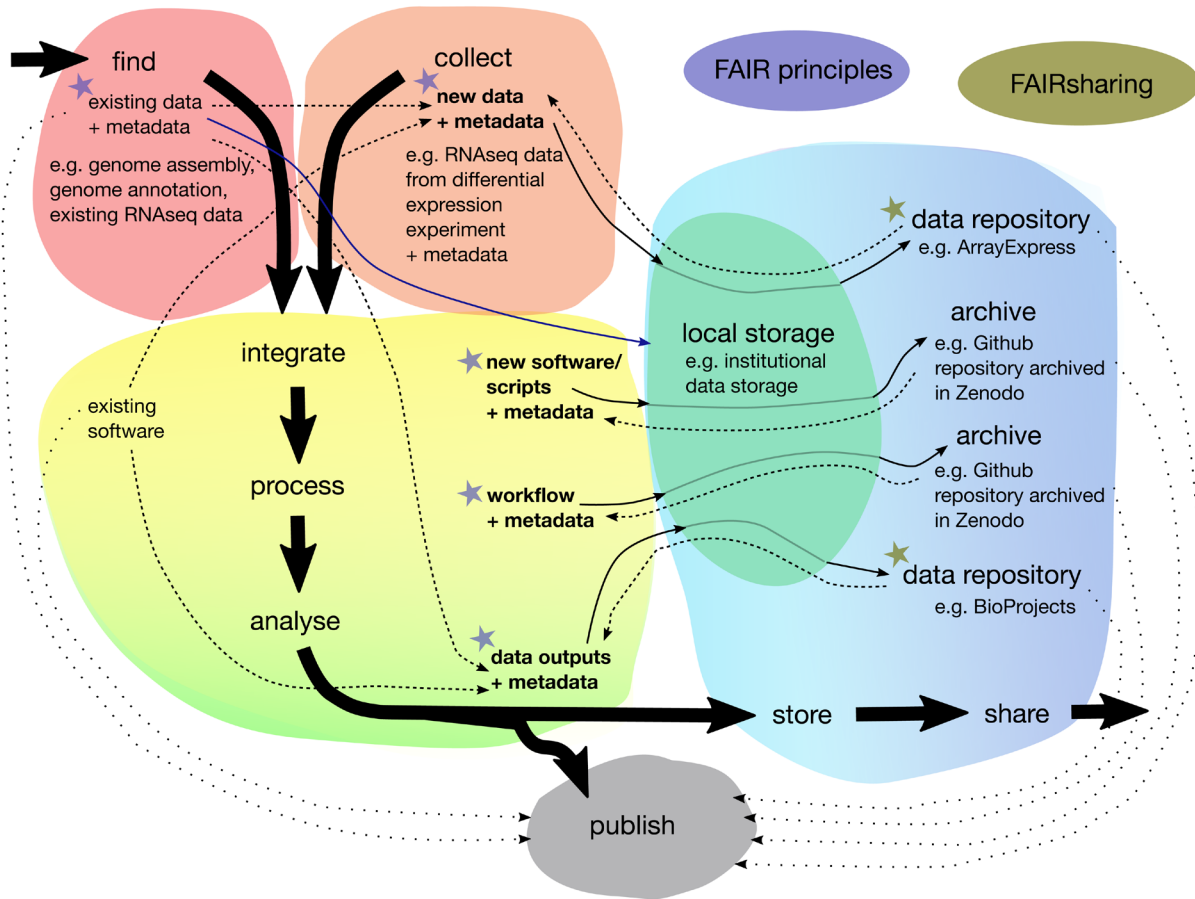 find
existing data
+ metadata
e.g. genome assembly,
genome annotation,
existing RNAseq data
collect
new data
+ metadata
e.g. RNAseq data
from differential
expression
experiment
+ metadata
FAIR principles
FAIRsharing
integrate
existing
software
process
analyse
new software/
scripts
+ metadata
workflow
+ metadata
data outputs
+ metadata
local storage
e.g. institutional
data storage
data repository
e.g. ArrayExpress
archive
e.g. Github
repository archived
in Zenodo
archive
e.g. Github
repository archived
in Zenodo
data repository
e.g. BioProjects
store
share
publish